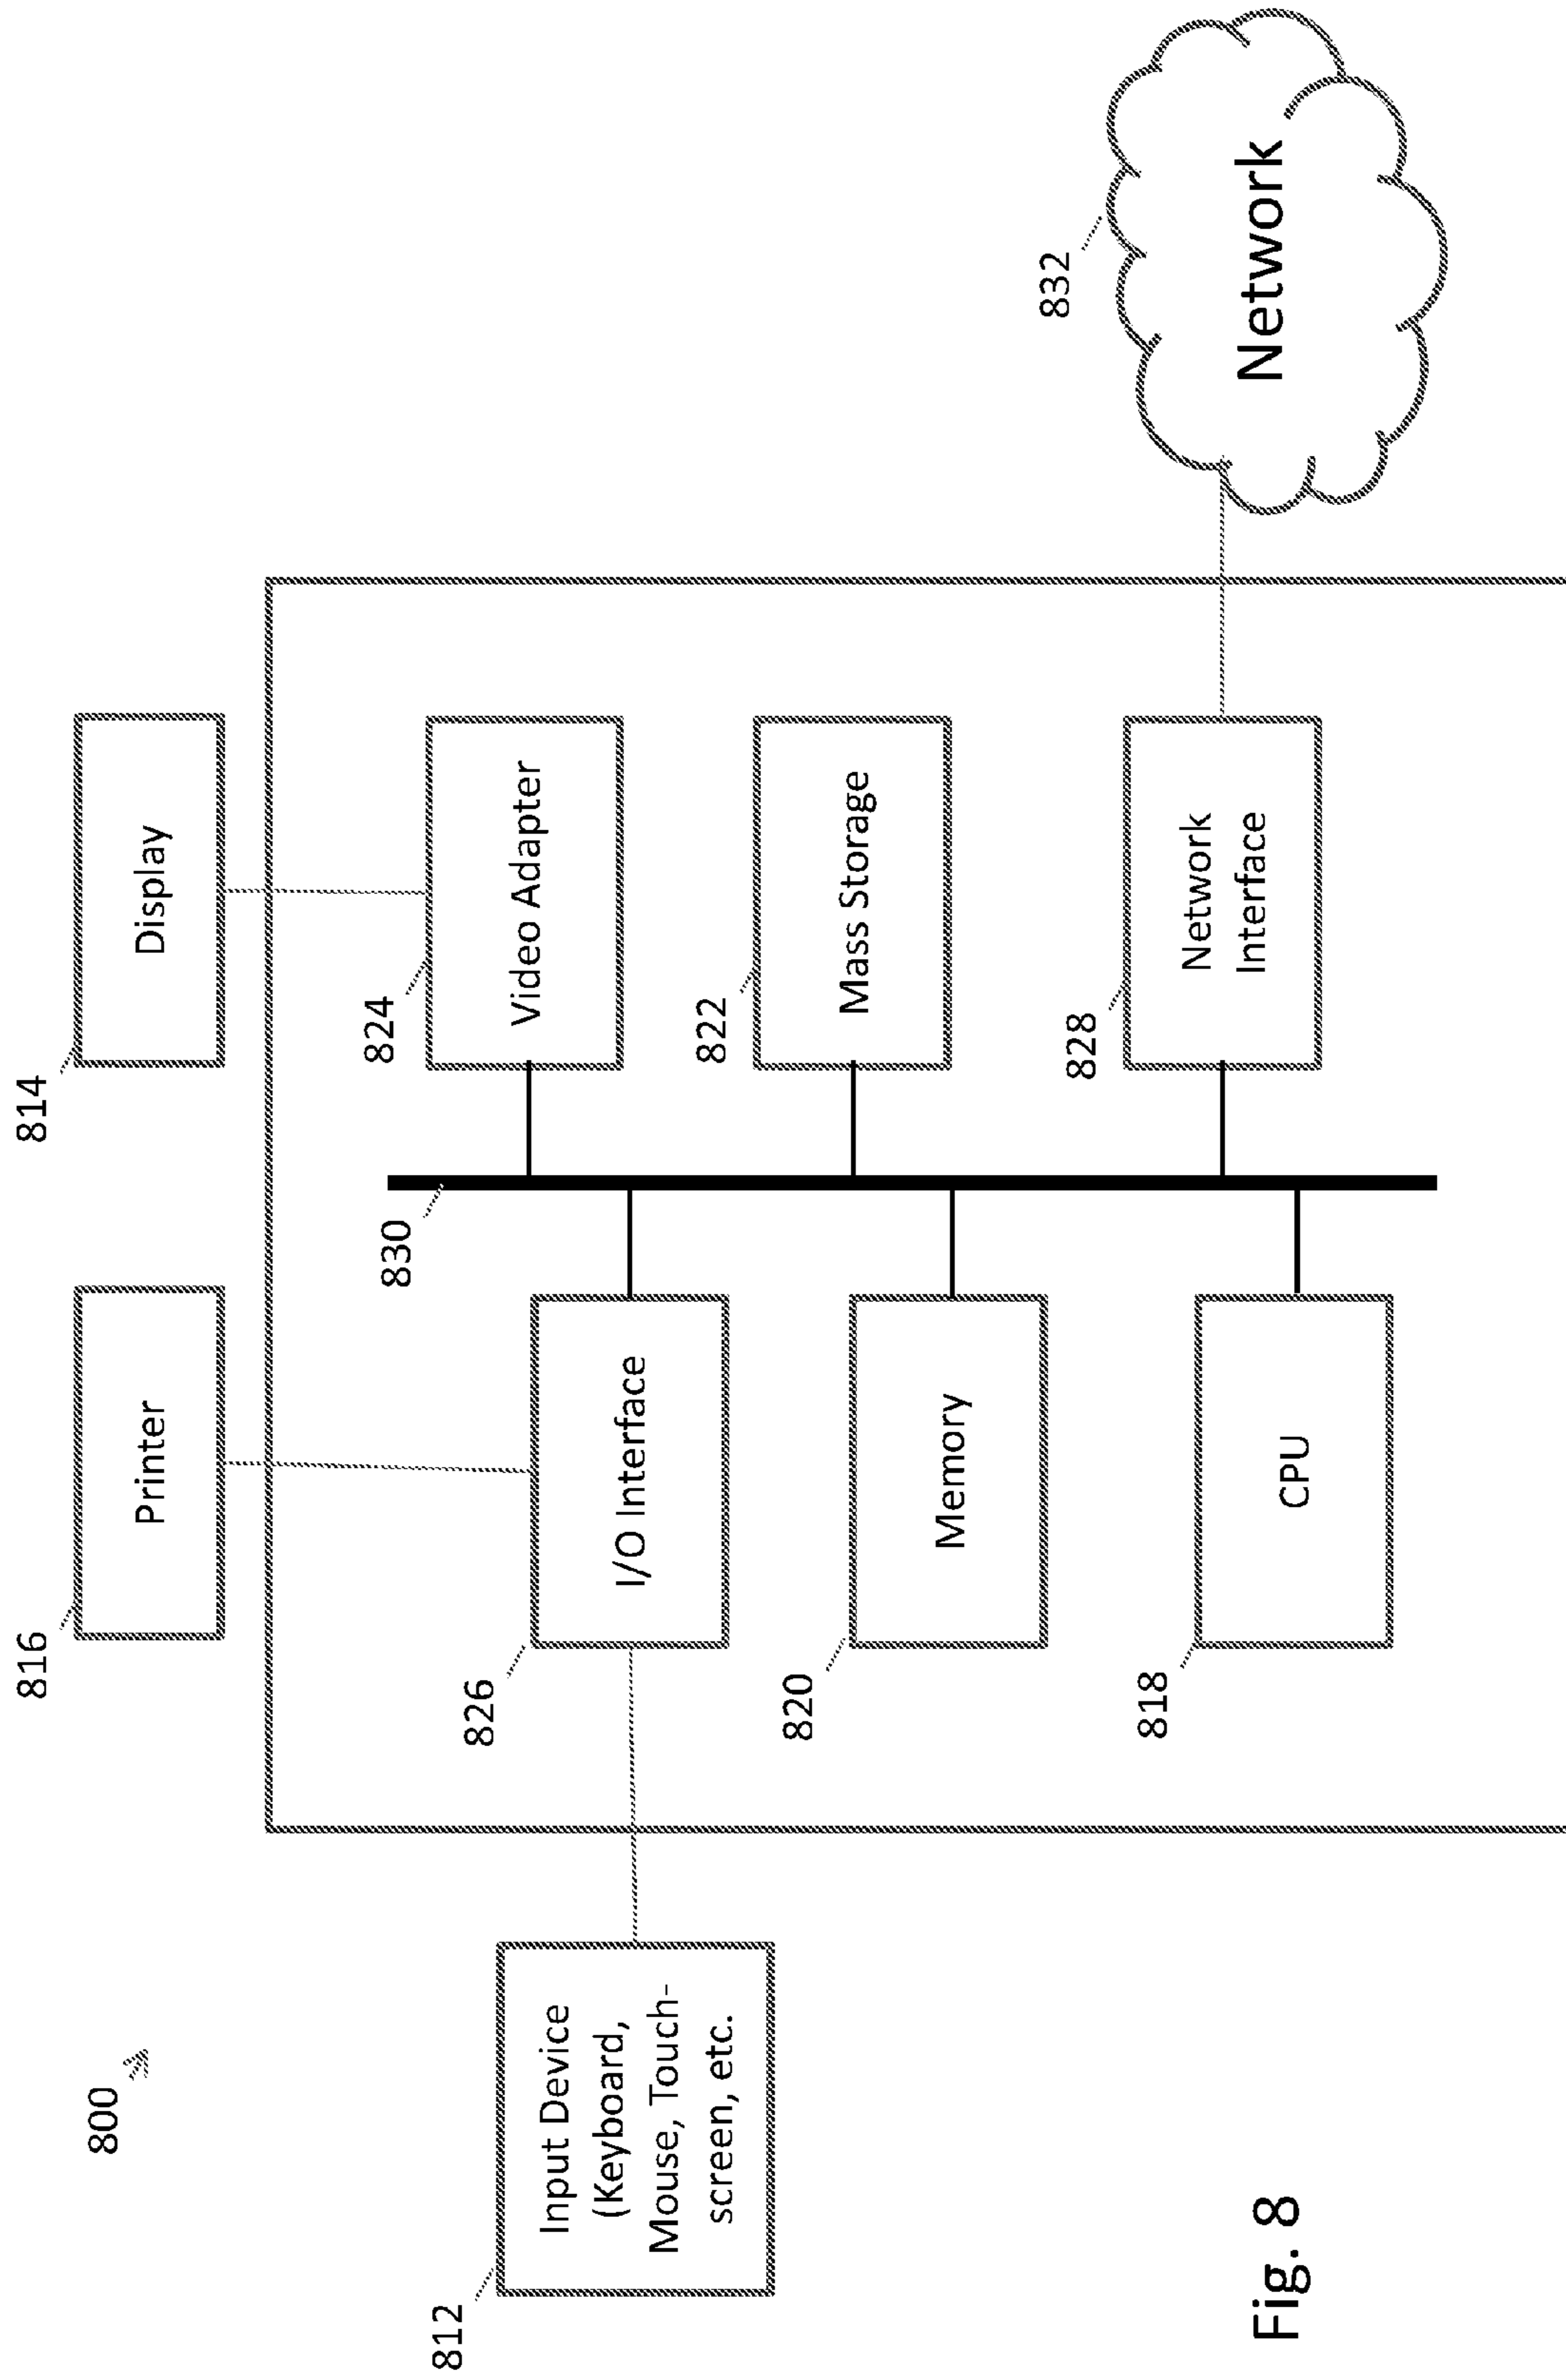 800
816
Printer
814
Display
812
Input Device
(Keyboard,
Mouse, Touch-
screen, etc.
826
I/O Interface
830
824
Video Adapter
820
Memory
822
Mass Storage
818
CPU
828
Network
Interface
832
Network
Fig. 8